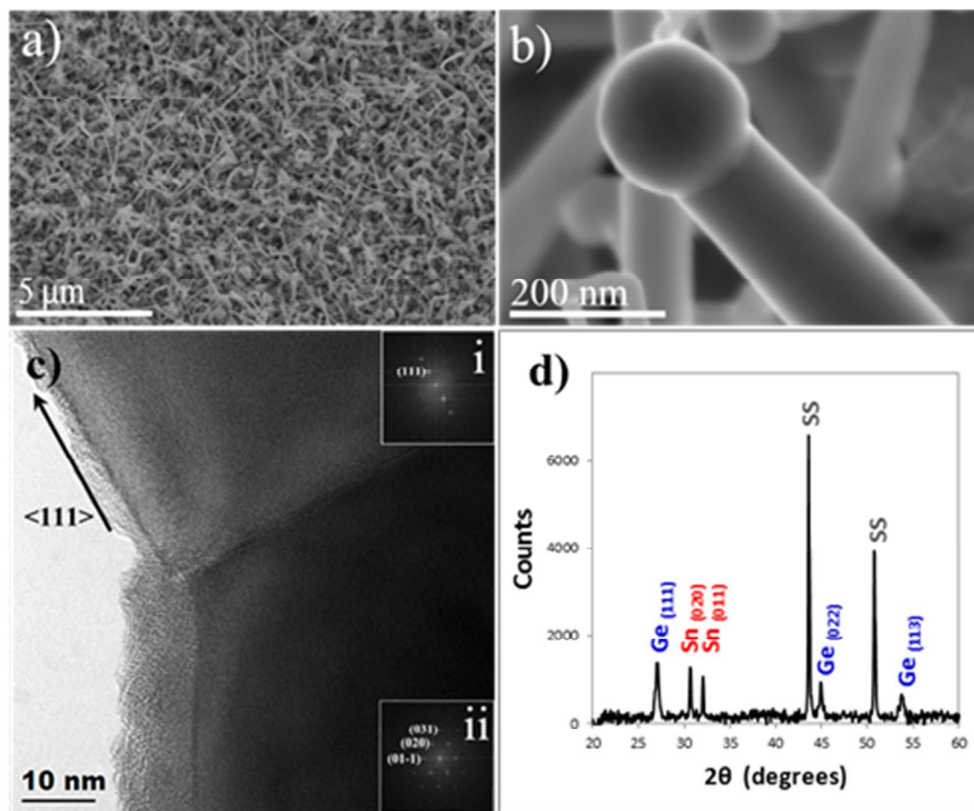 a)
5 µm
b)
200 nm
c)
<111>
10 nm
i
(111)
ii
(031)
(020)
(01-1)
d)
Counts
6000
4000
2000
0
20 25 30 35 40 45 50 55 60
2θ (degrees)
Ge (111)
Sn (020)
Sn (011)
SS
Ge (022)
SS
Ge (113)